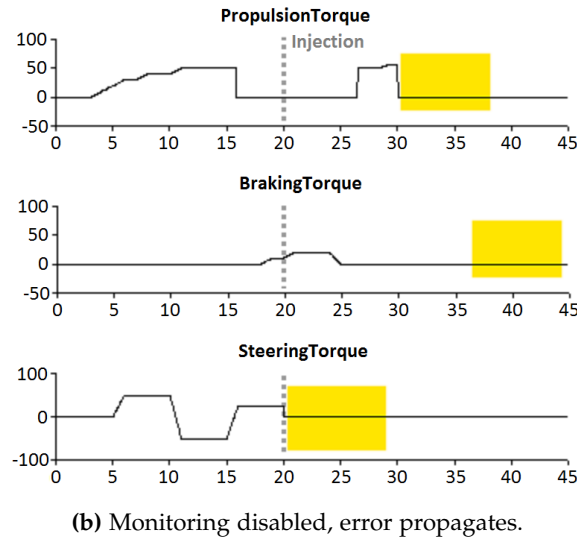 PropulsionTorque
Injection
100
50
0
-50
0 5 10 15 20 25 30 35 40 45
BrakingTorque
100
50
0
-50
0 5 10 15 20 25 30 35 40 45
SteeringTorque
100
0
-100
0 5 10 15 20 25 30 35 40 45
(b) Monitoring disabled, error propagates.